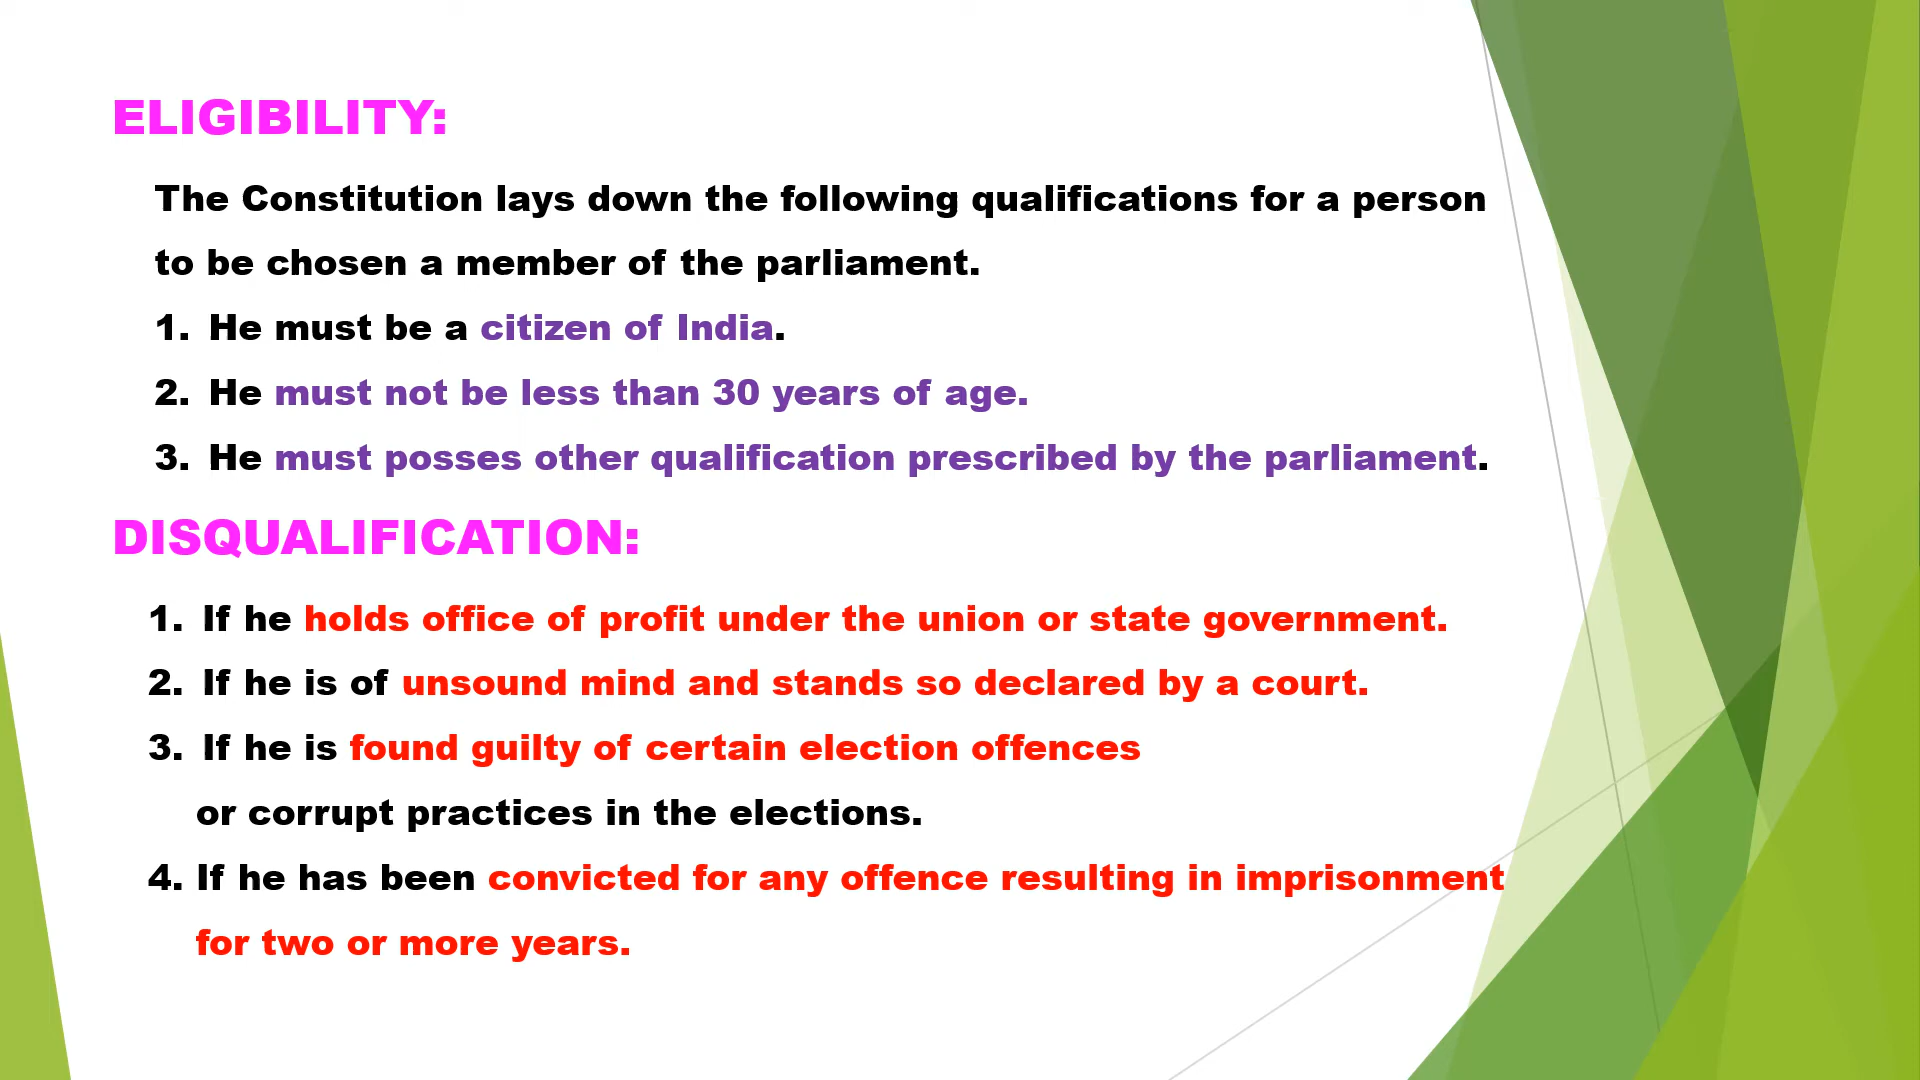 ELIGIBILITY:
The Constitution lays down the following qualifications for a person
to be chosen a member of the parliament.
1. He must be a citizen of India.
2. He must not be less than 30 years of age.
3. He must posses other qualification prescribed by the parliament.
DISQUALIFICATION:
1. If he holds office of profit under the union or state government.
2. If he is of unsound mind and stands so declared by a court.
3. If he is found guilty of certain election offences
or corrupt practices in the elections.
4. If he has been convicted for any offence resulting in imprisonment
for two or more years.